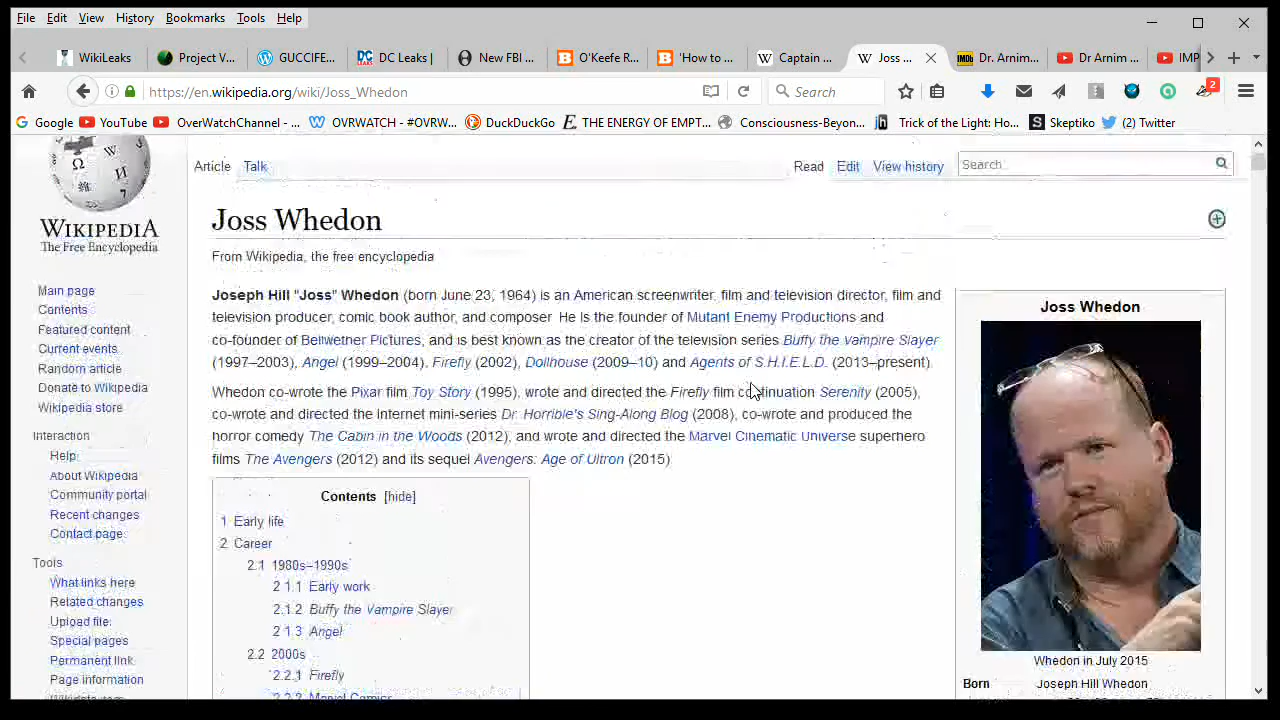 File Edit View History Bookmarks Tools Help
WikiLeaks Project V... GUCCIFE... DC Leaks | New FBI ... O'Keefe R... 'How to ... Captain ... Joss ... Dr. Arnim... Dr Arnim ... IMP
https://en.wikipedia.org/wiki/Joss_Whedon Search 2
Google YouTube OverWatchChannel - ... OVRWATCH - #OVRW... DuckDuckGo THE ENERGY OF EMPT... Consciousness-Beyon... Trick of the Light: Ho... Skeptiko (2) Twitter
Article Talk Read Edit View history Search
WIKIPEDIA
The Free Encyclopedia
Main page
Contents
Featured content
Current events
Random article
Donate to Wikipedia
Wikipedia store
Interaction
Help
About Wikipedia
Community portal
Recent changes
Contact page
Tools
What links here
Related changes
Upload file
Special pages
Permanent link
Page information
Joss Whedon
From Wikipedia, the free encyclopedia
Joseph Hill "Joss" Whedon (born June 23, 1964) is an American screenwriter, film and television director, film and
television producer, comic book author, and composer. He is the founder of Mutant Enemy Productions and
co-founder of Bellwether Pictures, and is best known as the creator of the television series Buffy the Vampire Slayer
(1997–2003), Angel (1999–2004), Firefly (2002), Dollhouse (2009–10) and Agents of S.H.I.E.L.D. (2013–present).
Whedon co-wrote the Pixar film Toy Story (1995), wrote and directed the Firefly film continuation Serenity (2005),
co-wrote and directed the Internet mini-series Dr. Horrible's Sing-Along Blog (2008), co-wrote and produced the
horror comedy The Cabin in the Woods (2012), and wrote and directed the Marvel Cinematic Universe superhero
films The Avengers (2012) and its sequel Avengers: Age of Ultron (2015)
Contents [hide]
1 Early life
2 Career
2.1 1980s–1990s
2.1.1 Early work
2.1.2 Buffy the Vampire Slayer
2.1.3 Angel
2.2 2000s
2.2.1 Firefly
2.2.2 Marvel Comics
Joss Whedon
Whedon in July 2015
Born Joseph Hill Whedon